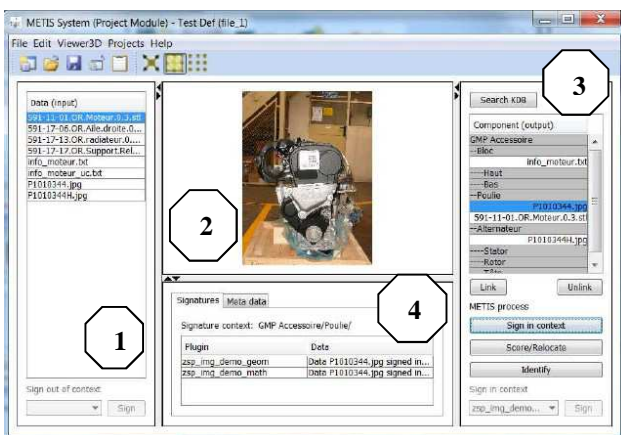 METIS System (Project Module) - Test Def (file_1)
File Edit Viewer3D Projects Help
Data (input)
591-11-01.OR.Moteur.0.3.stl
591-17-06.OR.Aile.droite.0....
591-17-13.OR.radiateur.0....
591-17-17.OR.Support.Rel...
info_moteur.txt
info_moteur_uc.txt
P1010344.jpg
P1010344H.jpg
1
Sign out of context
Sign
2
Signatures Meta data
4
Signature context: GMP Accessoire/Poulie/
Plugin Data
zsp_img_demo_geom Data P1010344.jpg signed in...
zsp_img_demo_math Data P1010344.jpg signed in...
3
Search KDB
Component (output)
GMP Accessoire
--Bloc
info_moteur.txt
---Haut
---Bas
--Poulie
P1010344.jpg
591-11-01.OR.Moteur.0.3.stl
--Alternateur
P1010344H.jpg
----Stator
----Rotor
Link Unlink
METIS process
Sign in context
Score/Relocate
Identify
Sign in context
zsp_img_demo... Sign